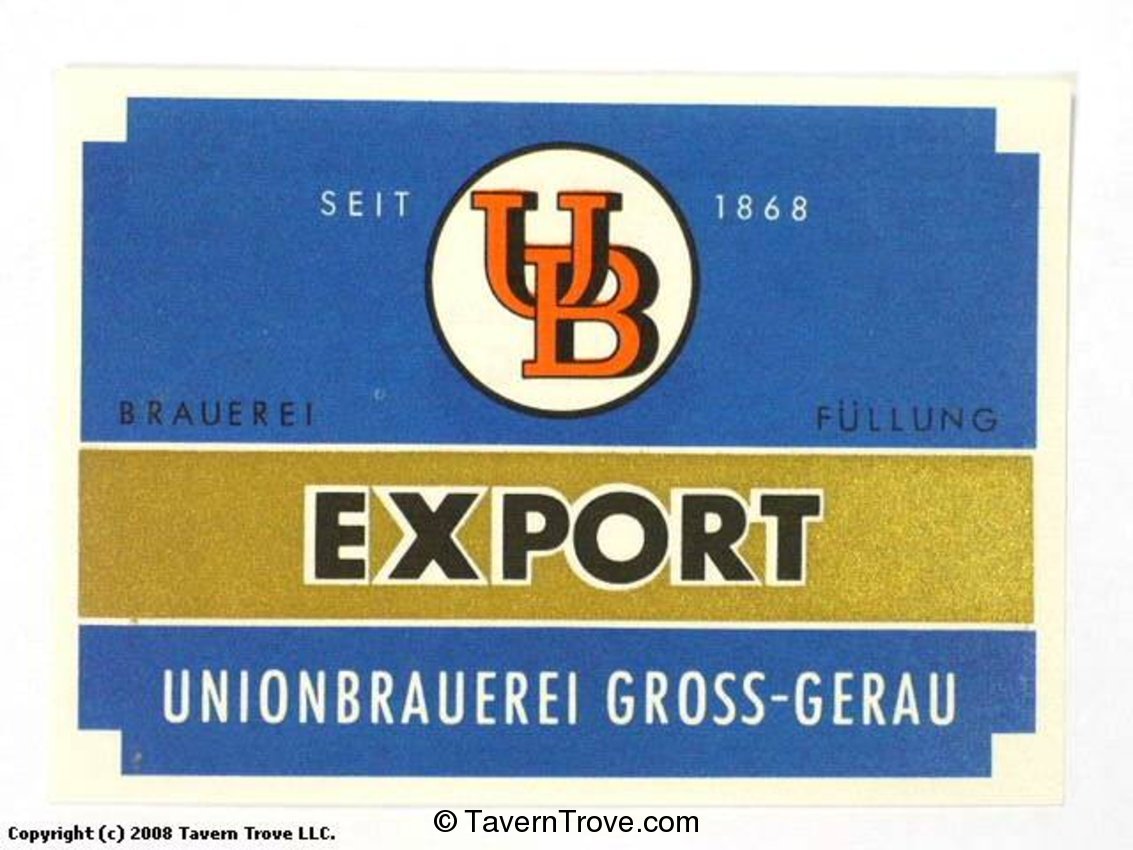 SEIT UB 1868
BRAUEREI FÜLLUNG
EXPORT
UNIONBRAUEREI GROSS-GERAU
© TavernTrove.com
Copyright (c) 2008 Tavern Trove LLC.